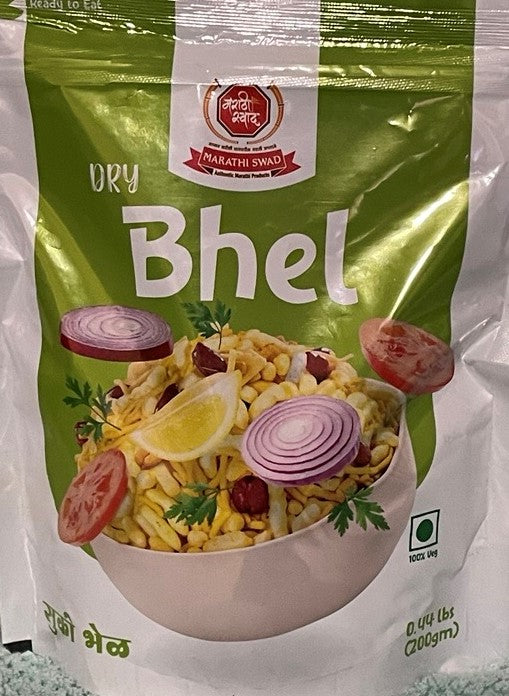 Ready to Eat
मराठी
स्वाद
MARATHI SWAD
Authentic Marathi Products
DRY
Bhel
100% Veg
सुकी भेळ
0.44 lbs
(200gm)